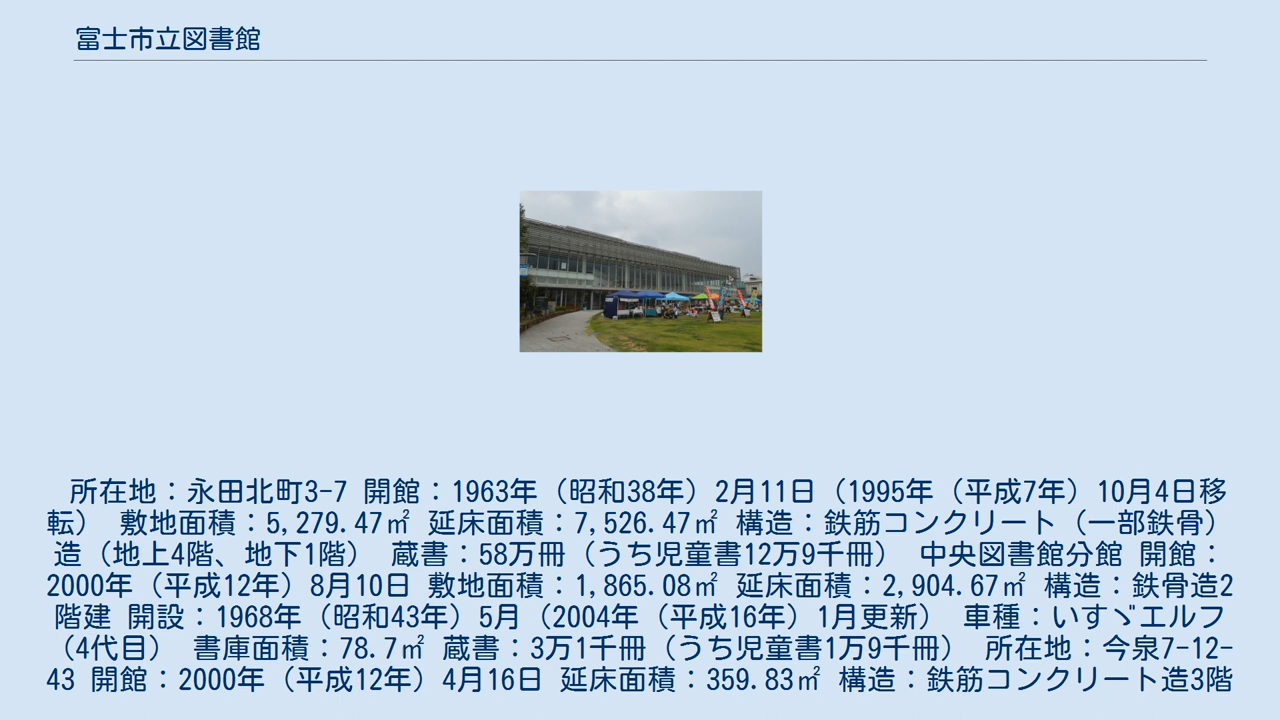 富士市立図書館
所在地：永田北町3-7 開館：1963年（昭和38年）2月11日（1995年（平成7年）10月4日移
転） 敷地面積：5,279.47㎡ 延床面積：7,526.47㎡ 構造：鉄筋コンクリート（一部鉄骨）
造（地上4階、地下1階） 蔵書：58万冊（うち児童書12万9千冊） 中央図書館分館 開館：
2000年（平成12年）8月10日 敷地面積：1,865.08㎡ 延床面積：2,904.67㎡ 構造：鉄骨造2
階建 開設：1968年（昭和43年）5月（2004年（平成16年）1月更新） 車種：いすゞエルフ
（4代目） 書庫面積：78.7㎡ 蔵書：3万1千冊（うち児童書1万9千冊） 所在地：今泉7-12-
43 開館：2000年（平成12年）4月16日 延床面積：359.83㎡ 構造：鉄筋コンクリート造3階